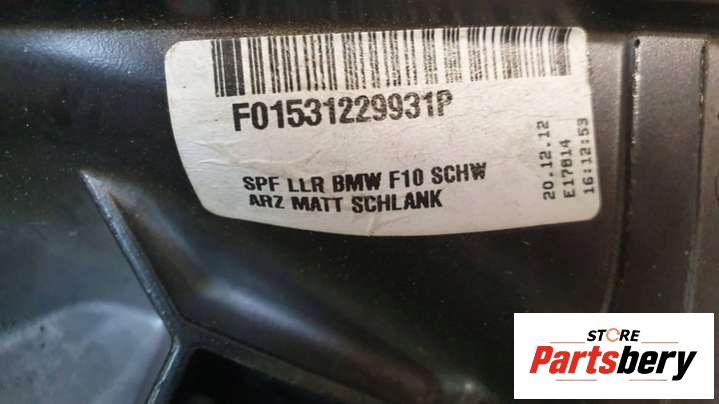 F01531229931P
SPF LLR BMW F10 SCHW
ARZ MATT SCHLANK
20.12.12
E17814
16:12:53
STORE
Partsbery